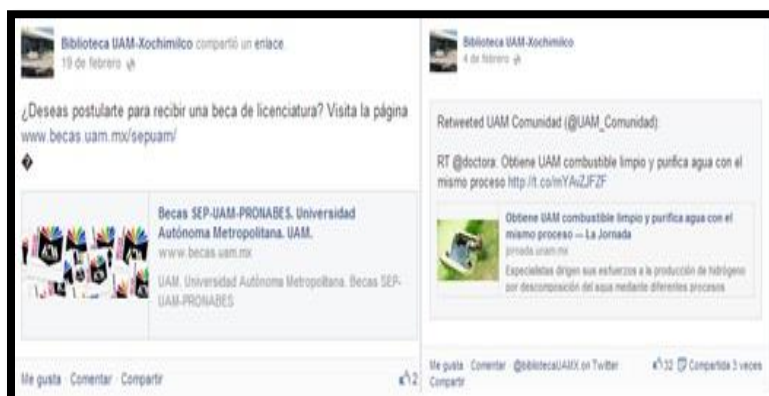 Biblioteca UAM-Xochimilco compartió un enlace
19 de febrero
¿Deseas postularte para recibir una beca de licenciatura? Visita la página
www.becas.uam.mx/sepuam/
Becas SEP-UAM-PRONABES. Universidad
Autónoma Metropolitana. UAM.
www.becas.uam.mx
UAM. Universidad Autónoma Metropolitana. Becas SEP-
UAM-PRONABES
Me gusta · Comentar · Compartir
2
Biblioteca UAM-Xochimilco
4 de febrero
Retweeted UAM Comunidad (@UAM_Comunidad):
RT @doctora: Obtiene UAM combustible limpio y purifica agua con el
mismo proceso
Obtiene UAM combustible limpio y purifica agua con el
mismo proceso — La Jornada
jornada.unam.mx
Especialistas dirigen sus esfuerzos a la producción de hidrógeno
por descomposición del agua mediante diferentes procesos
Me gusta · Comentar · @bibliotecaUAMX on Twitter
32 Compartida 3 veces
Compartir